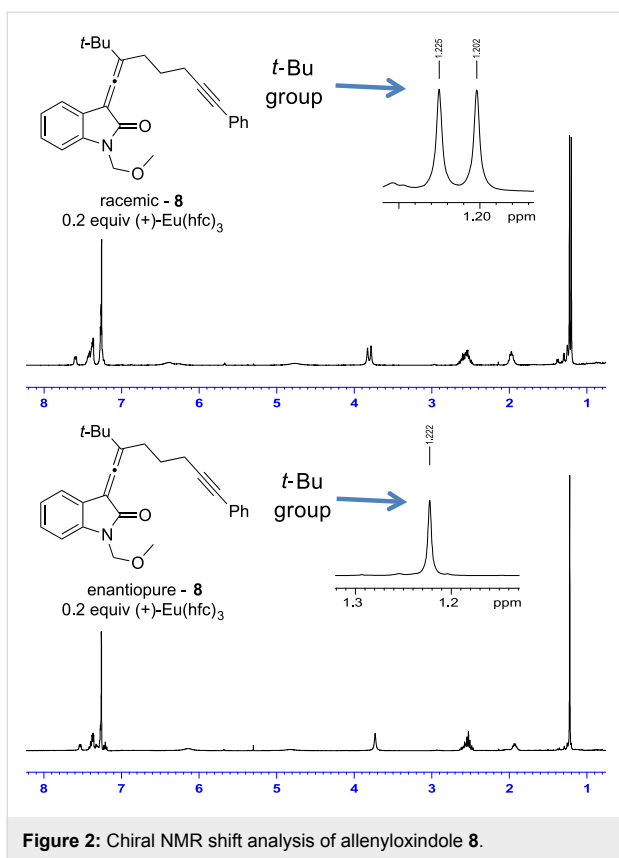 t-Bu
O
N
O
Ph
racemic - 8
0.2 equiv (+)-Eu(hfc)3
t-Bu
group
1.225
1.202
1.20 ppm
8 7 6 5 4 3 2 1
t-Bu
O
N
O
Ph
enantiopure - 8
0.2 equiv (+)-Eu(hfc)3
t-Bu
group
1.222
1.3 1.2 ppm
8 7 6 5 4 3 2 1
Figure 2: Chiral NMR shift analysis of allenyloxindole 8.